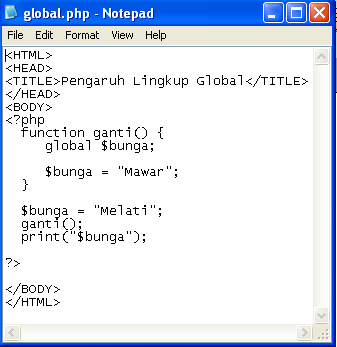 global.php - Notepad
File Edit Format View Help
<HTML>
<HEAD>
<TITLE>Pengaruh Lingkup Global</TITLE>
</HEAD>
<BODY>
<?php
  function ganti() {
     global $bunga;

     $bunga = "Mawar";
  }

  $bunga = "Melati";
  ganti();
  print("$bunga");

?>

</BODY>
</HTML>